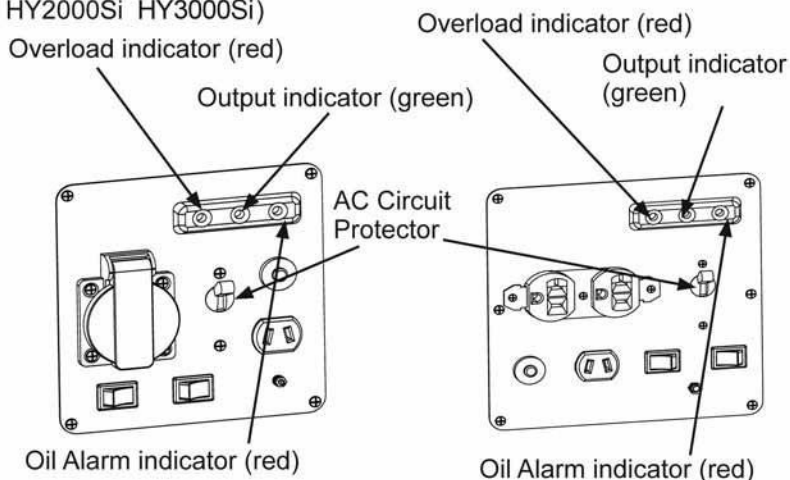 HY2000Si HY3000Si)
Overload indicator (red)
Output indicator (green)
Overload indicator (red)
Output indicator
(green)
AC Circuit
Protector
Oil Alarm indicator (red)
Oil Alarm indicator (red)